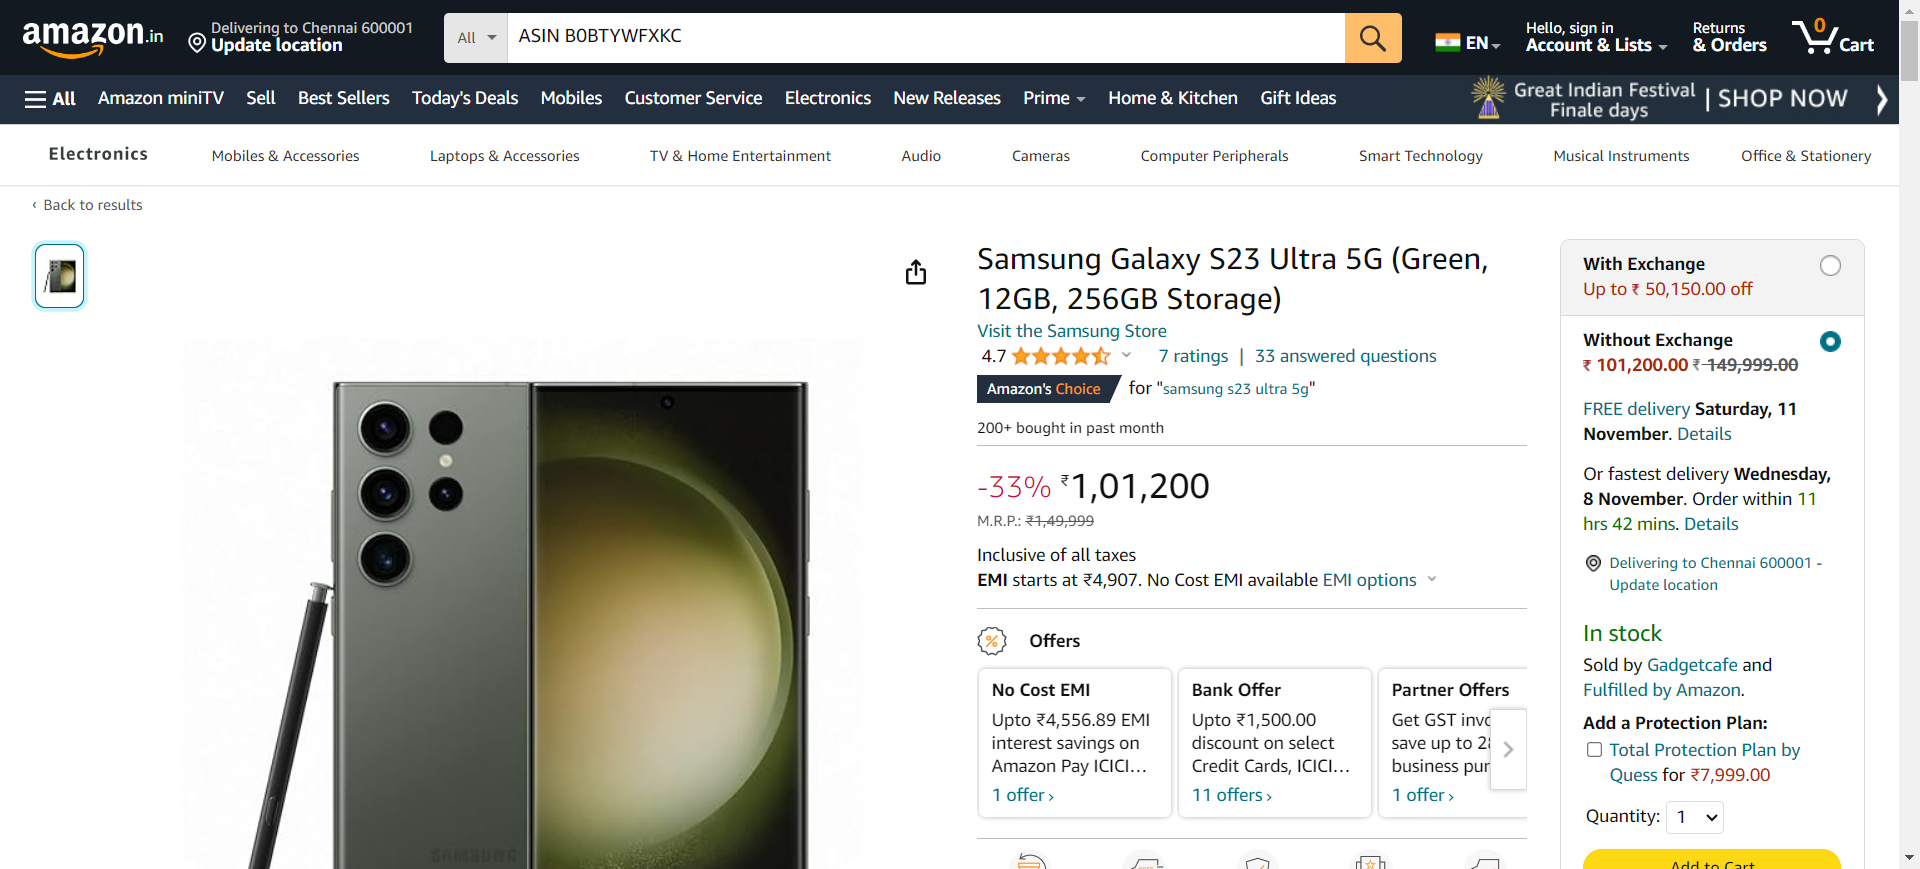 amazon.in
Delivering to Chennai 600001
Update location
All
ASIN B0BTYWFXKC
EN
Hello, sign in
Account & Lists
Returns
& Orders
0
Cart
All
Amazon miniTV
Sell
Best Sellers
Today's Deals
Mobiles
Customer Service
Electronics
New Releases
Prime
Home & Kitchen
Gift Ideas
Great Indian Festival
Finale days
| SHOP NOW
Electronics
Mobiles & Accessories
Laptops & Accessories
TV & Home Entertainment
Audio
Cameras
Computer Peripherals
Smart Technology
Musical Instruments
Office & Stationery
‹ Back to results
SAMSUNG
Samsung Galaxy S23 Ultra 5G (Green,
12GB, 256GB Storage)
Visit the Samsung Store
4.7
7 ratings | 33 answered questions
Amazon's Choice for "samsung s23 ultra 5g"
200+ bought in past month
-33% ₹1,01,200
M.R.P.: ₹1,49,999
Inclusive of all taxes
EMI starts at ₹4,907. No Cost EMI available EMI options
Offers
No Cost EMI
Upto ₹4,556.89 EMI
interest savings on
Amazon Pay ICICI…
1 offer ›
Bank Offer
Upto ₹1,500.00
discount on select
Credit Cards, ICICI…
11 offers ›
Partner Offers
Get GST
save up to
business
1 offer ›
With Exchange
Up to ₹ 50,150.00 off
Without Exchange
₹ 101,200.00 ₹ 149,999.00
FREE delivery Saturday, 11
November. Details
Or fastest delivery Wednesday,
8 November. Order within 11
hrs 42 mins. Details
Delivering to Chennai 600001 -
Update location
In stock
Sold by Gadgetcafe and
Fulfilled by Amazon.
Add a Protection Plan:
Total Protection Plan by
Quess for ₹7,999.00
Quantity: 1
Add to Cart